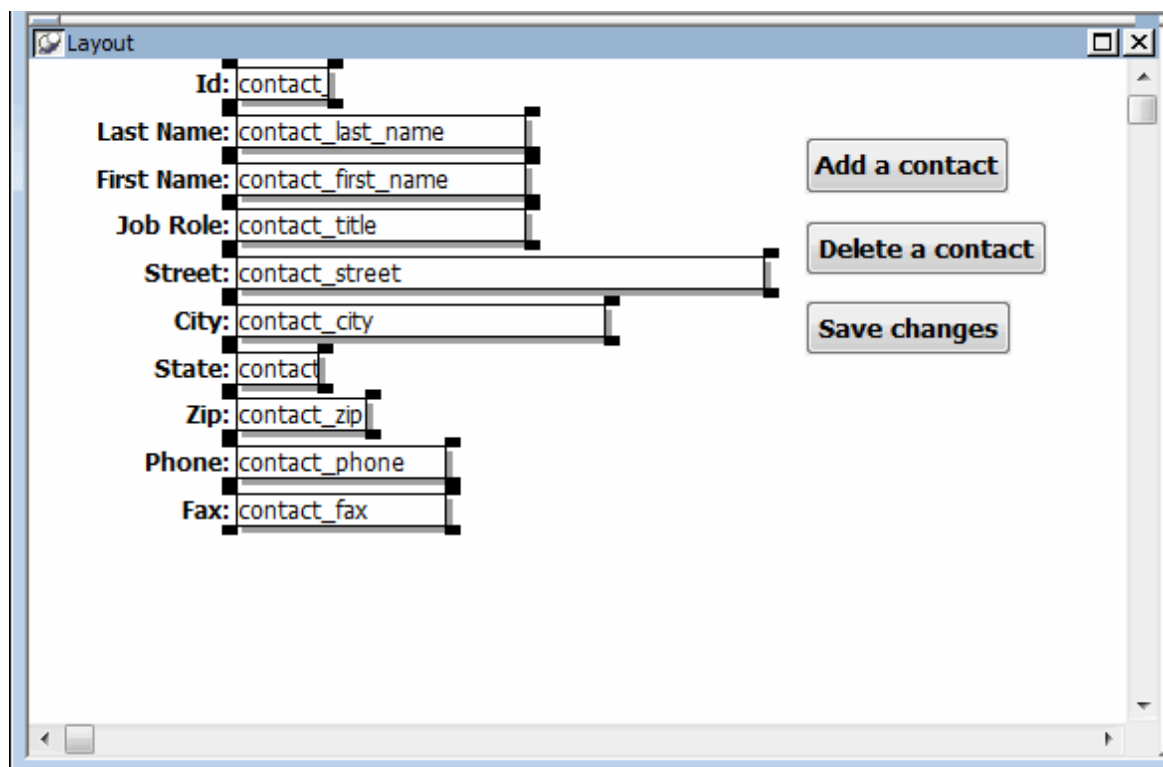 Layout
Id: contact_
Last Name: contact_last_name
First Name: contact_first_name
Job Role: contact_title
Street: contact_street
City: contact_city
State: contact
Zip: contact_zip
Phone: contact_phone
Fax: contact_fax
Add a contact
Delete a contact
Save changes